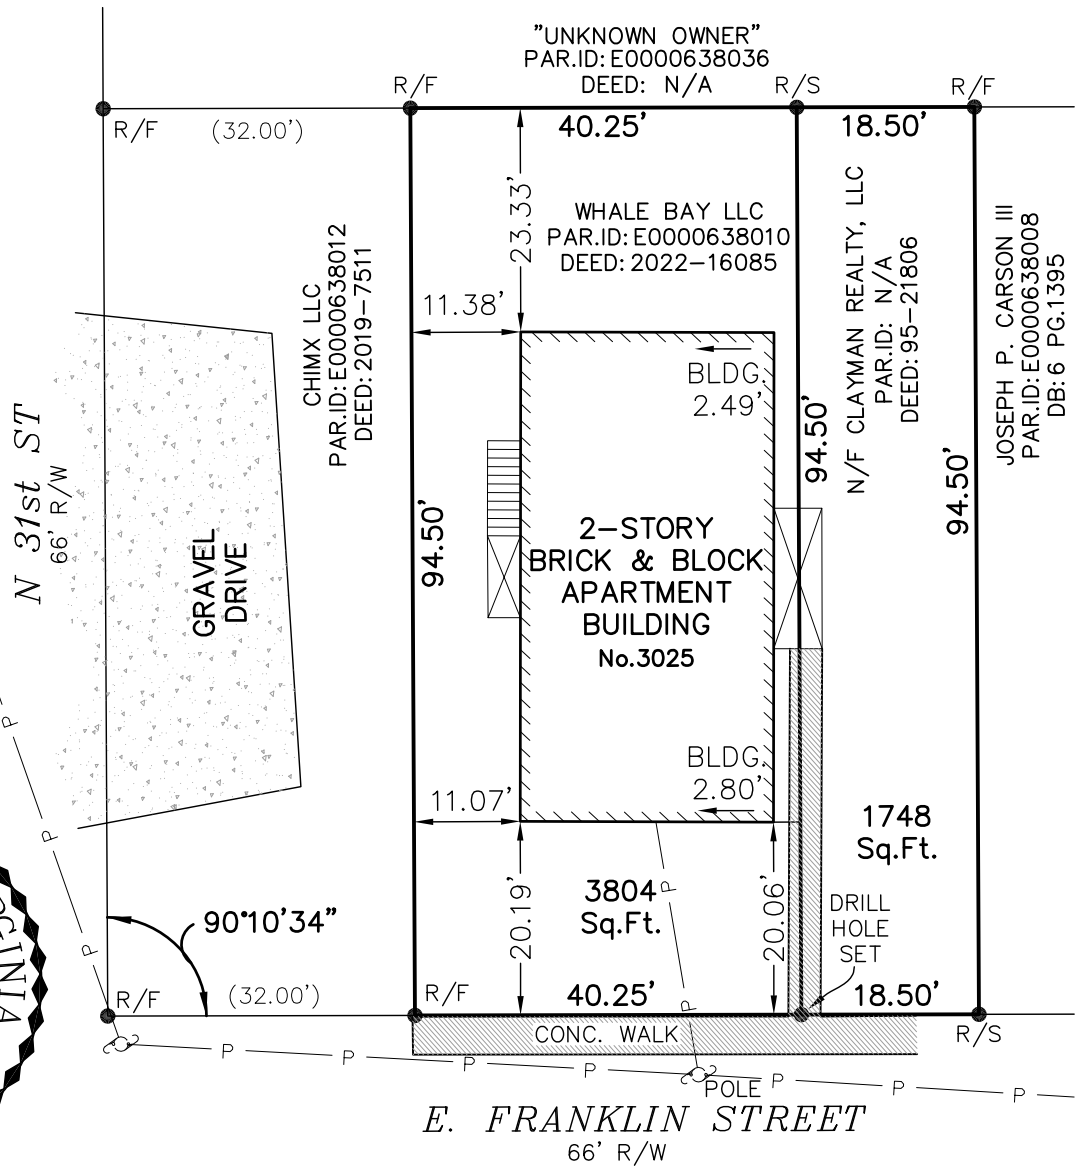 "UNKNOWN OWNER"
PAR.ID: E0000638036
DEED: N/A
R/F
R/S
R/F
R/F
(32.00')
40.25'
18.50'
23.33'
WHALE BAY LLC
PAR.ID: E0000638010
DEED: 2022-16085
N/F CLAYMAN REALTY, LLC
PAR.ID: N/A
DEED: 95-21806
JOSEPH P. CARSON III
PAR.ID: E0000638008
DB: 6 PG.1395
CHIMX LLC
PAR.ID: E0000638012
DEED: 2019-7511
11.38'
BLDG.
2.49'
N 31st ST
66' R/W
GRAVEL
DRIVE
94.50'
94.50'
94.50'
2-STORY
BRICK & BLOCK
APARTMENT
BUILDING
No.3025
BLDG.
2.80'
11.07'
1748
Sq.Ft.
3804
Sq.Ft.
20.19'
20.06'
DRILL
HOLE
SET
90°10'34"
R/F
(32.00')
R/F
40.25'
18.50'
R/S
CONC. WALK
P
P
P
P
P
P
P
P
P
P
P
P
POLE
E. FRANKLIN STREET
66' R/W